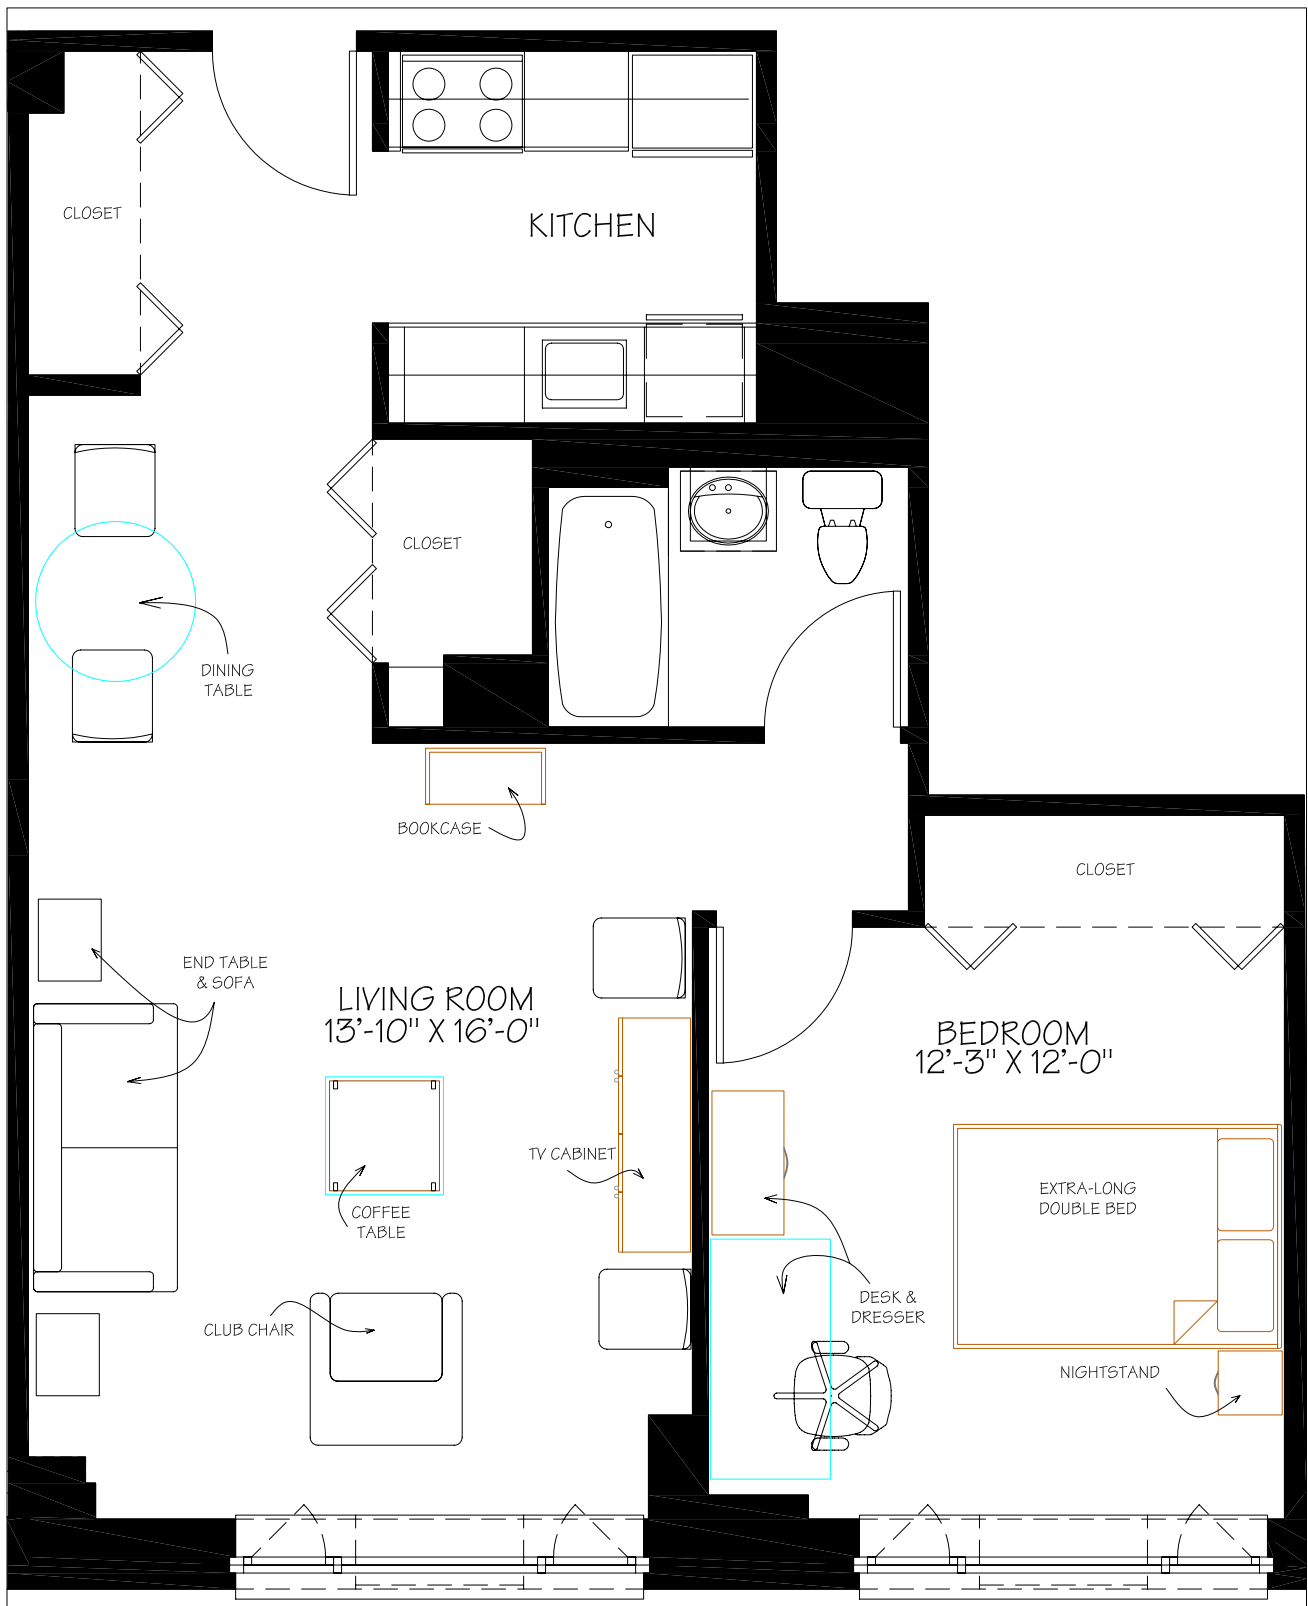 CLOSET
KITCHEN
CLOSET
DINING
TABLE
BOOKCASE
CLOSET
END TABLE
& SOFA
LIVING ROOM
13'-10" X 16'-0"
BEDROOM
12'-3" X 12'-0"
TV CABINET
EXTRA-LONG
DOUBLE BED
COFFEE
TABLE
DESK &
DRESSER
CLUB CHAIR
NIGHTSTAND